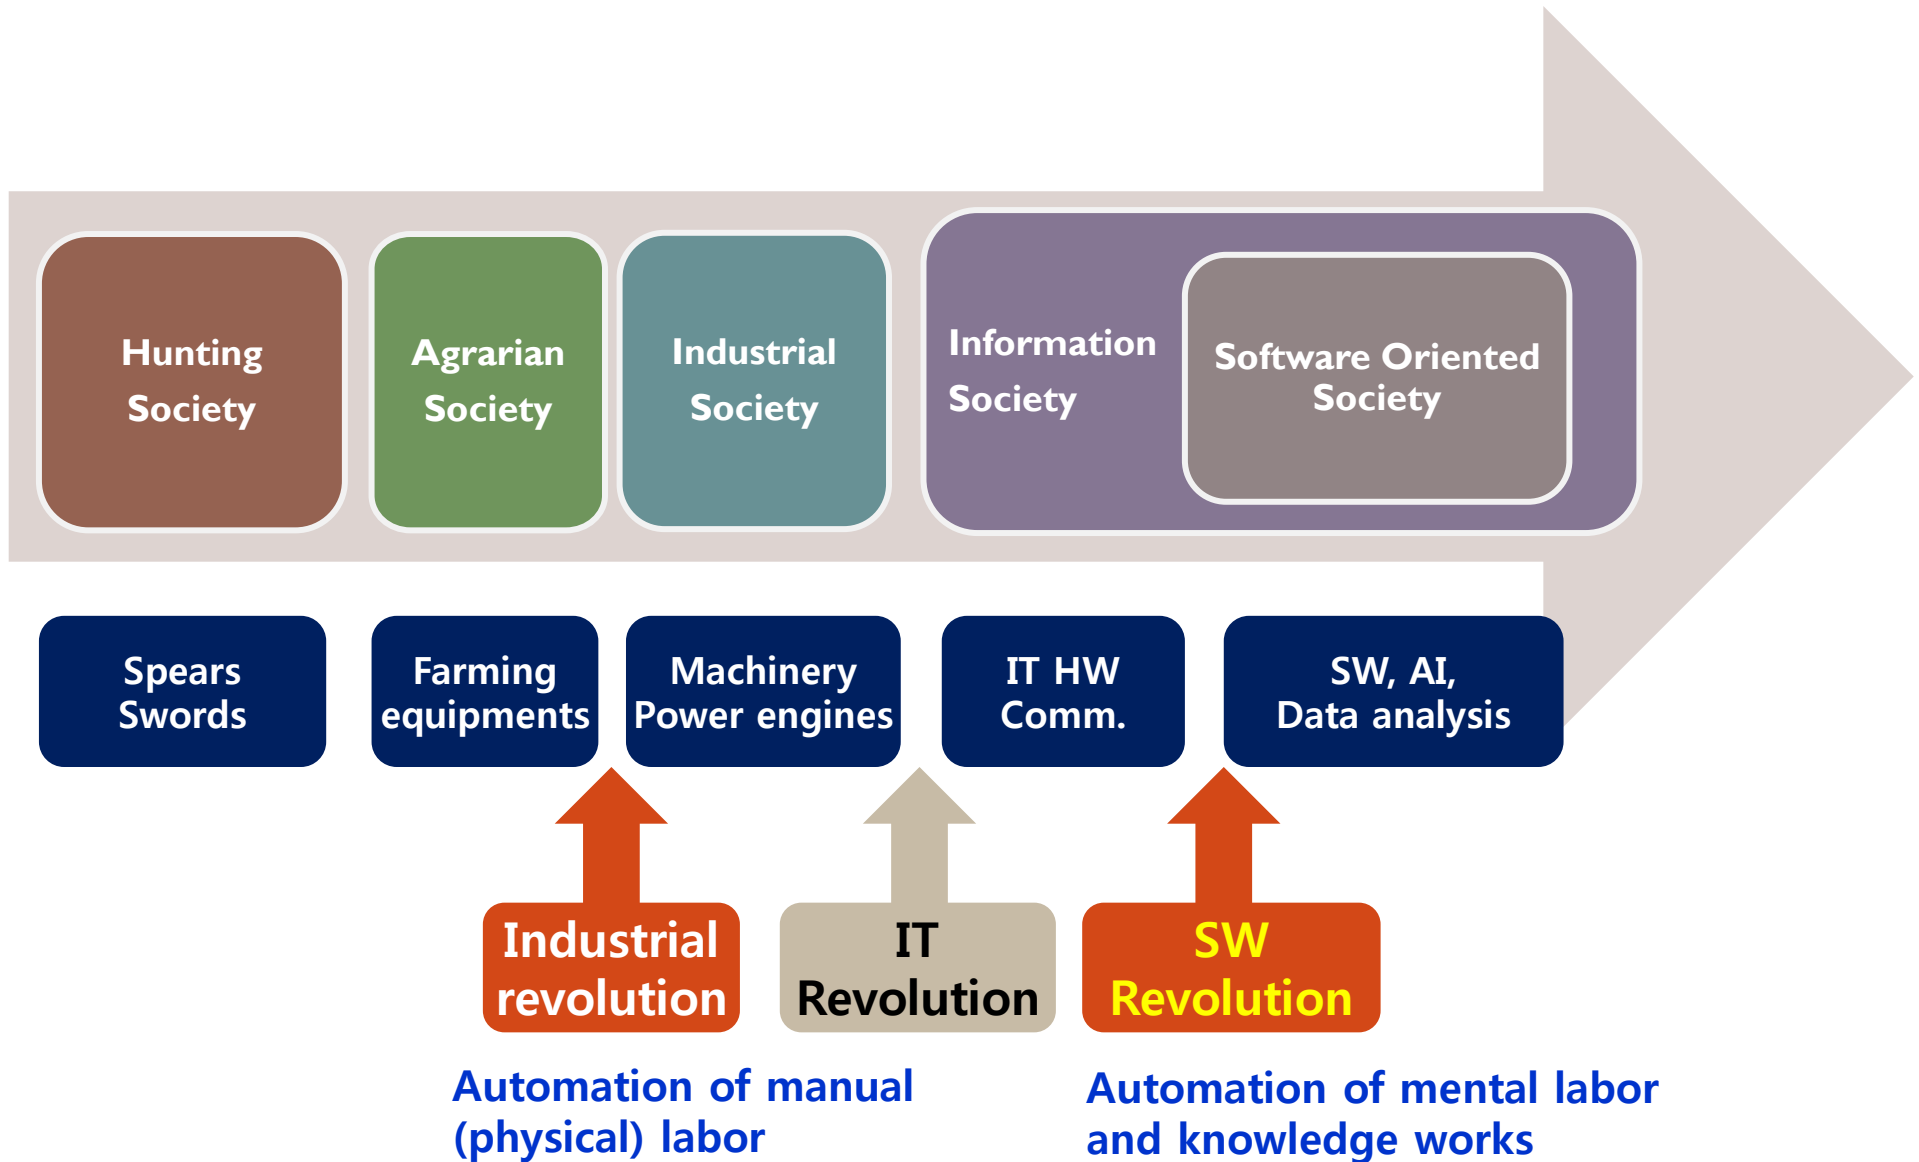 Hunting
Society
Agrarian
Society
Industrial
Society
Information
Society
Software Oriented
Society
Spears
Swords
Farming
equipments
Machinery
Power engines
IT HW
Comm.
SW, AI,
Data analysis
Industrial
revolution
IT
Revolution
SW
Revolution
Automation of manual
(physical) labor
Automation of mental labor
and knowledge works